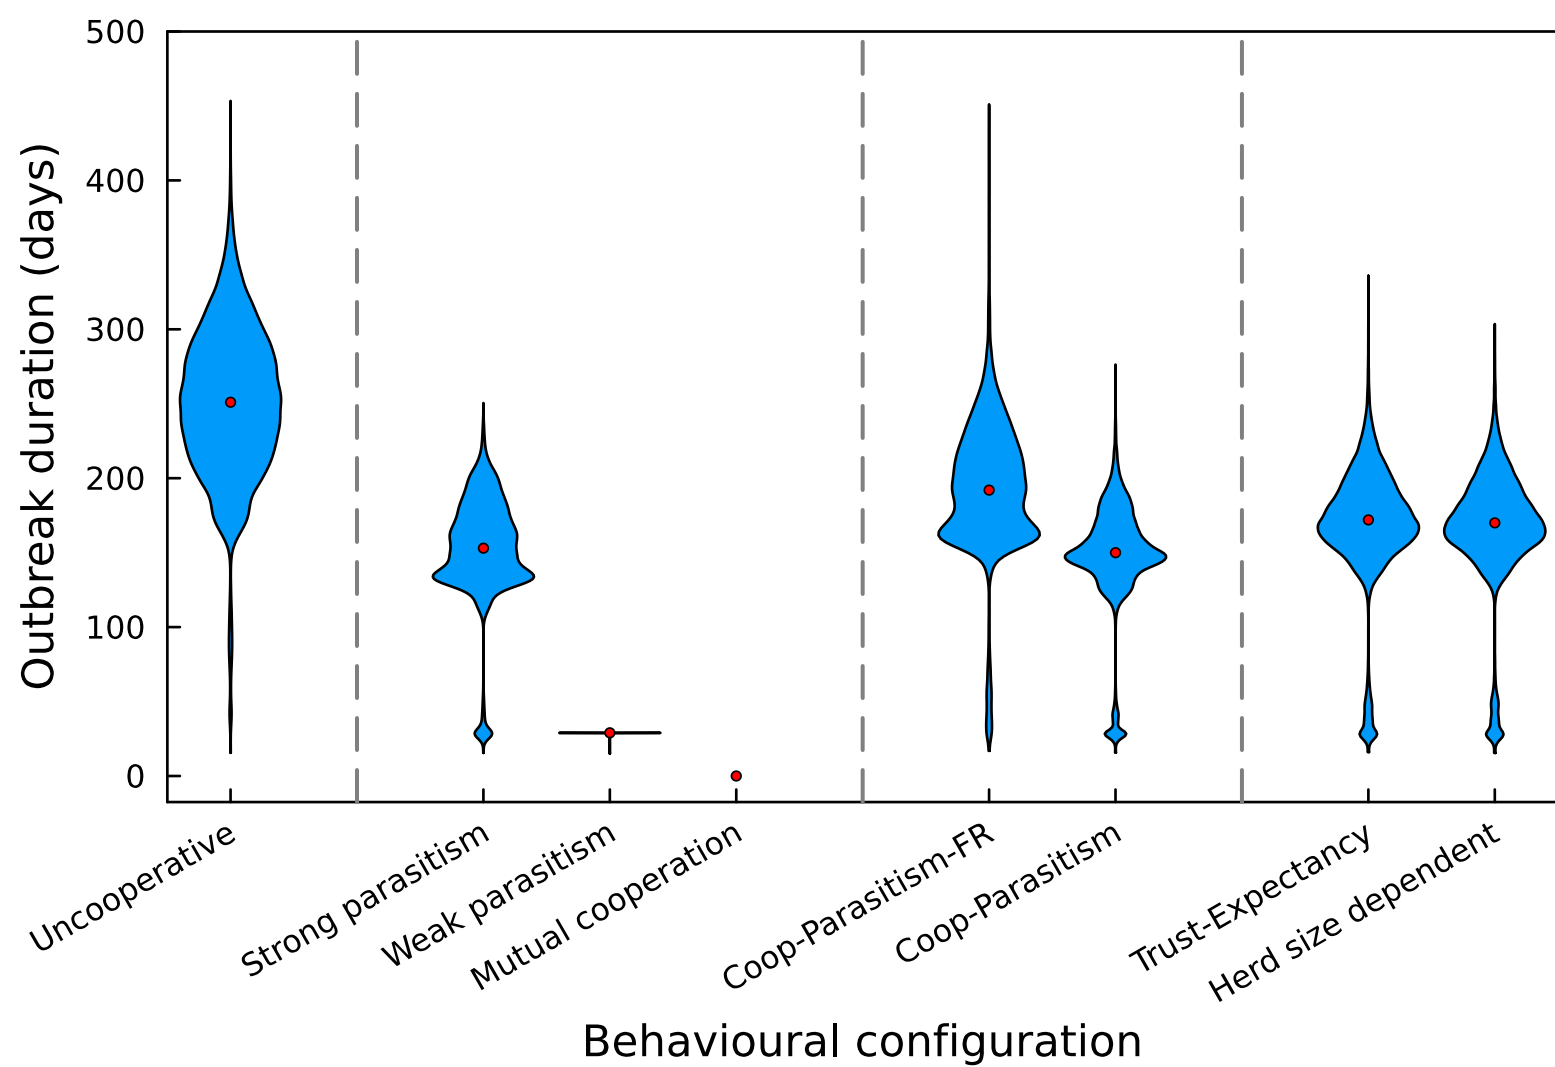 Outbreak duration (days)
500
400
300
200
100
0
Uncooperative
Strong parasitism
Weak parasitism
Mutual cooperation
Coop-Parasitism-FR
Coop-Parasitism
Trust-Expectancy
Herd size dependent
Behavioural configuration